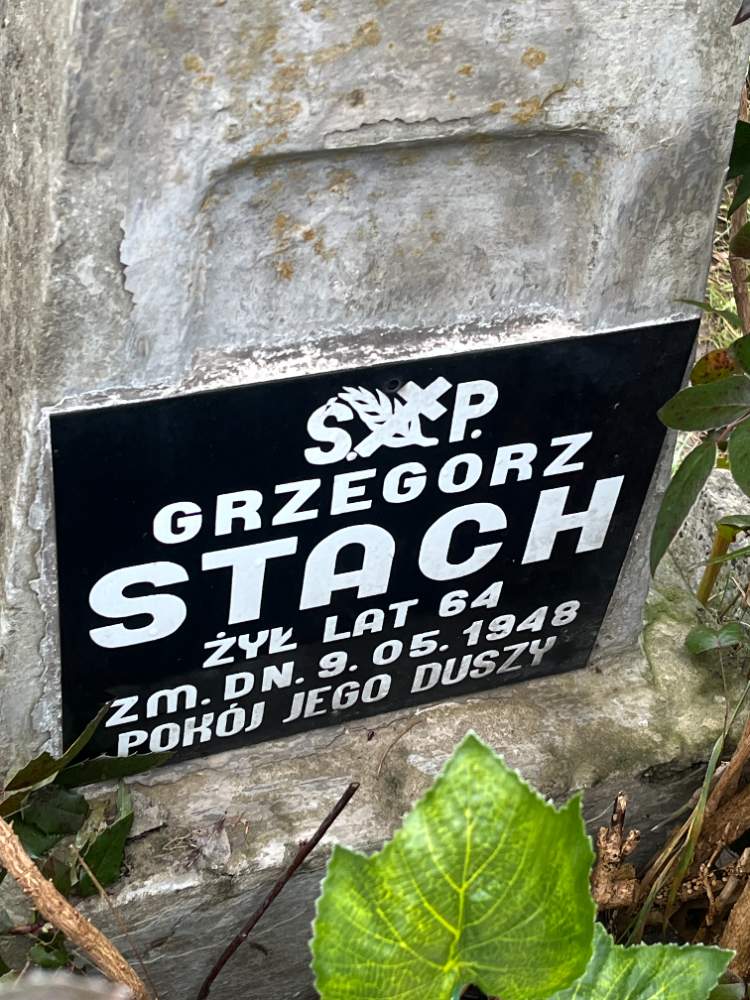 Ś. P.
GRZEGORZ
STACH
ŻYŁ LAT 64
ZM. DN. 9. 05. 1948
POKÓJ JEGO DUSZY